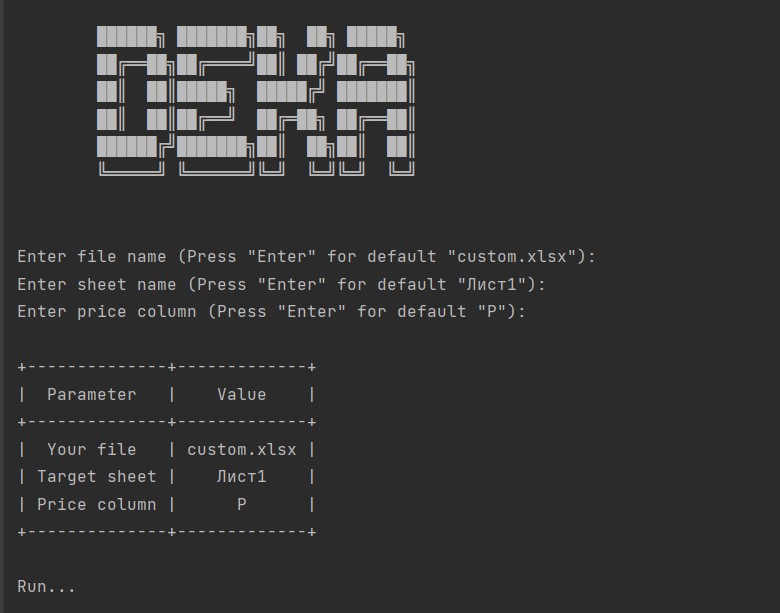 DEKA
Enter file name (Press "Enter" for default "custom.xlsx"):
Enter sheet name (Press "Enter" for default "Лист1"):
Enter price column (Press "Enter" for default "P"):
+--------------+-------------+
|  Parameter   |    Value    |
+--------------+-------------+
|  Your file   | custom.xlsx |
| Target sheet |    Лист1    |
| Price column |      P      |
+--------------+-------------+
Run...